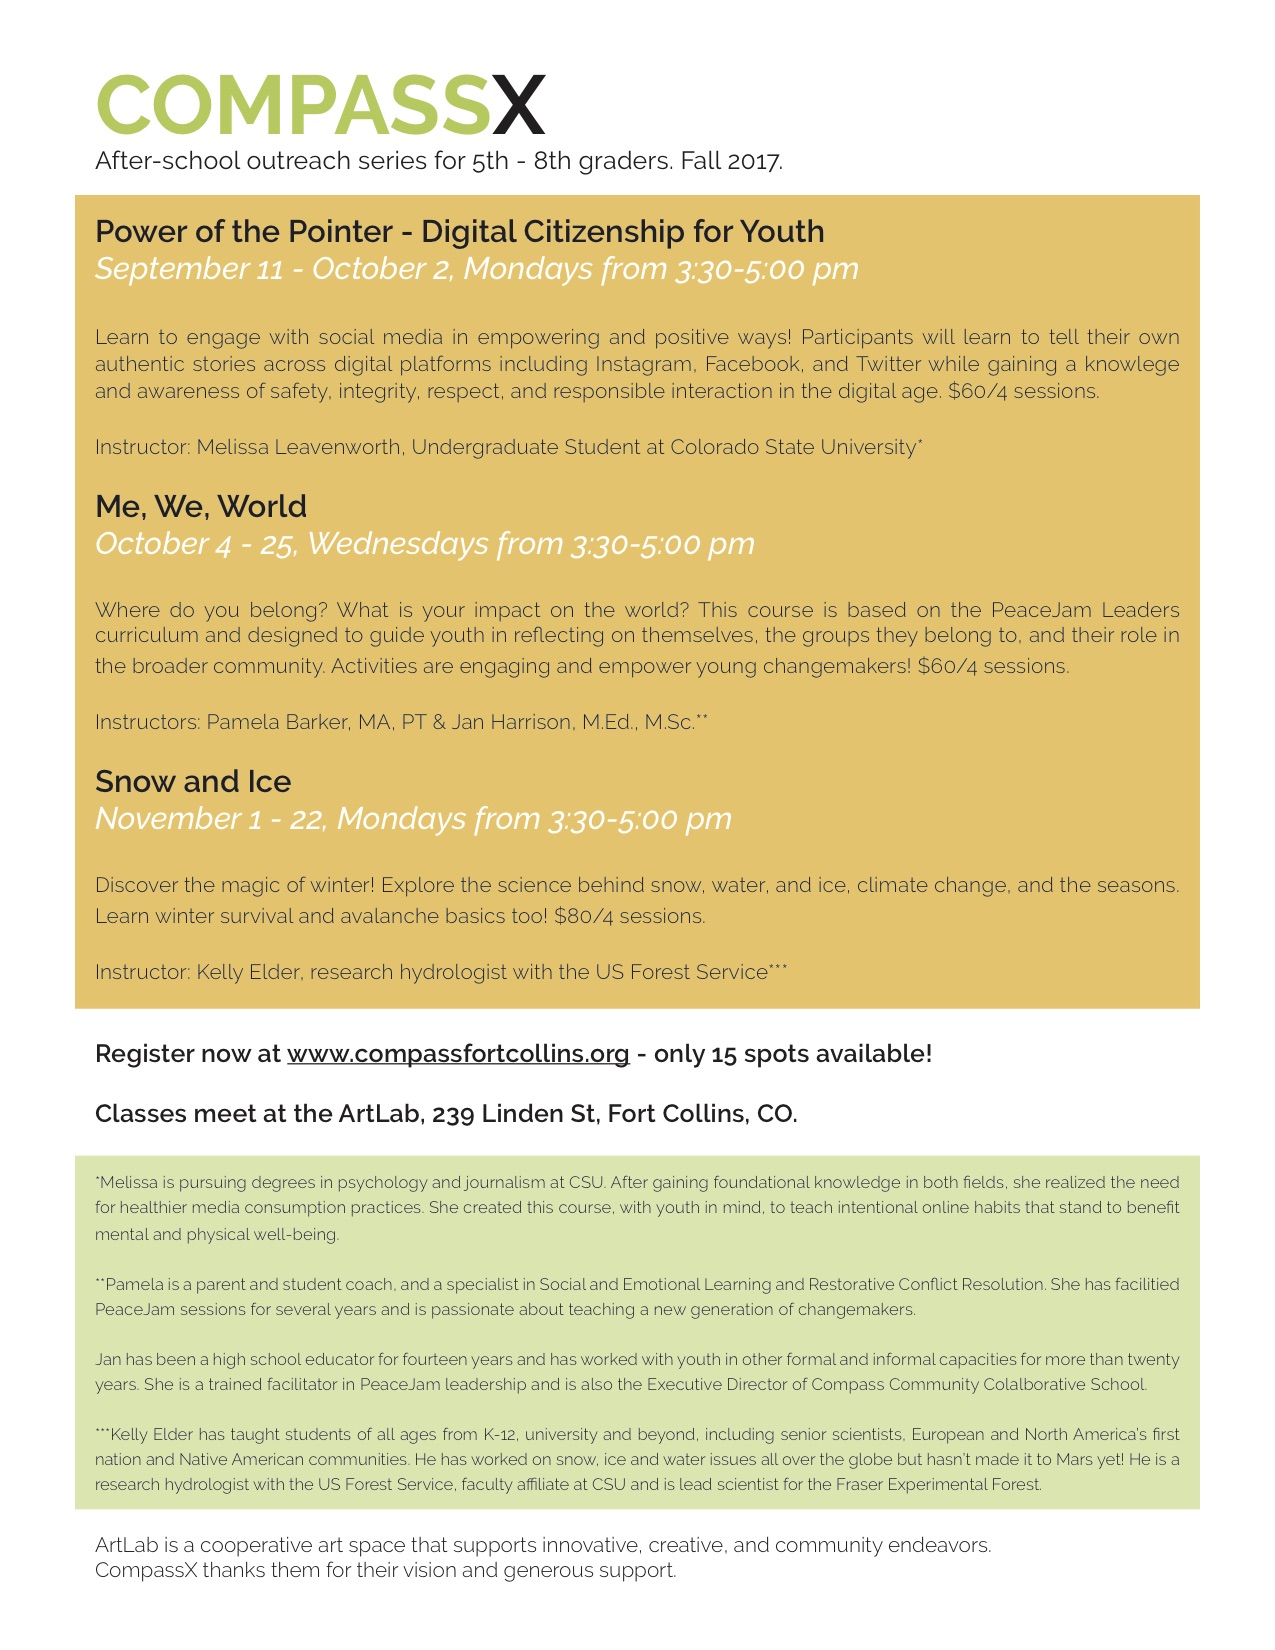 COMPASSX
After-school outreach series for 5th - 8th graders. Fall 2017.
Power of the Pointer - Digital Citizenship for Youth
September 11 - October 2, Mondays from 3:30-5:00 pm
Learn to engage with social media in empowering and positive ways! Participants will learn to tell their own
authentic stories across digital platforms including Instagram, Facebook, and Twitter while gaining a knowlege
and awareness of safety, integrity, respect, and responsible interaction in the digital age. $60/4 sessions.
Instructor: Melissa Leavenworth, Undergraduate Student at Colorado State University*
Me, We, World
October 4 - 25, Wednesdays from 3:30-5:00 pm
Where do you belong? What is your impact on the world? This course is based on the PeaceJam Leaders
curriculum and designed to guide youth in reflecting on themselves, the groups they belong to, and their role in
the broader community. Activities are engaging and empower young changemakers! $60/4 sessions.
Instructors: Pamela Barker, MA, PT & Jan Harrison, M.Ed., M.Sc.**
Snow and Ice
November 1 - 22, Mondays from 3:30-5:00 pm
Discover the magic of winter! Explore the science behind snow, water, and ice, climate change, and the seasons.
Learn winter survival and avalanche basics too! $80/4 sessions.
Instructor: Kelly Elder, research hydrologist with the US Forest Service***
Register now at www.compassfortcollins.org - only 15 spots available!
Classes meet at the ArtLab, 239 Linden St, Fort Collins, CO.
*Melissa is pursuing degrees in psychology and journalism at CSU. After gaining foundational knowledge in both fields, she realized the need
for healthier media consumption practices. She created this course, with youth in mind, to teach intentional online habits that stand to benefit
mental and physical well-being.
**Pamela is a parent and student coach, and a specialist in Social and Emotional Learning and Restorative Conflict Resolution. She has facilitied
PeaceJam sessions for several years and is passionate about teaching a new generation of changemakers.
Jan has been a high school educator for fourteen years and has worked with youth in other formal and informal capacities for more than twenty
years. She is a trained facilitator in PeaceJam leadership and is also the Executive Director of Compass Community Colalborative School.
***Kelly Elder has taught students of all ages from K-12, university and beyond, including senior scientists, European and North America's first
nation and Native American communities. He has worked on snow, ice and water issues all over the globe but hasn't made it to Mars yet! He is a
research hydrologist with the US Forest Service, faculty affiliate at CSU and is lead scientist for the Fraser Experimental Forest.
ArtLab is a cooperative art space that supports innovative, creative, and community endeavors.
CompassX thanks them for their vision and generous support.